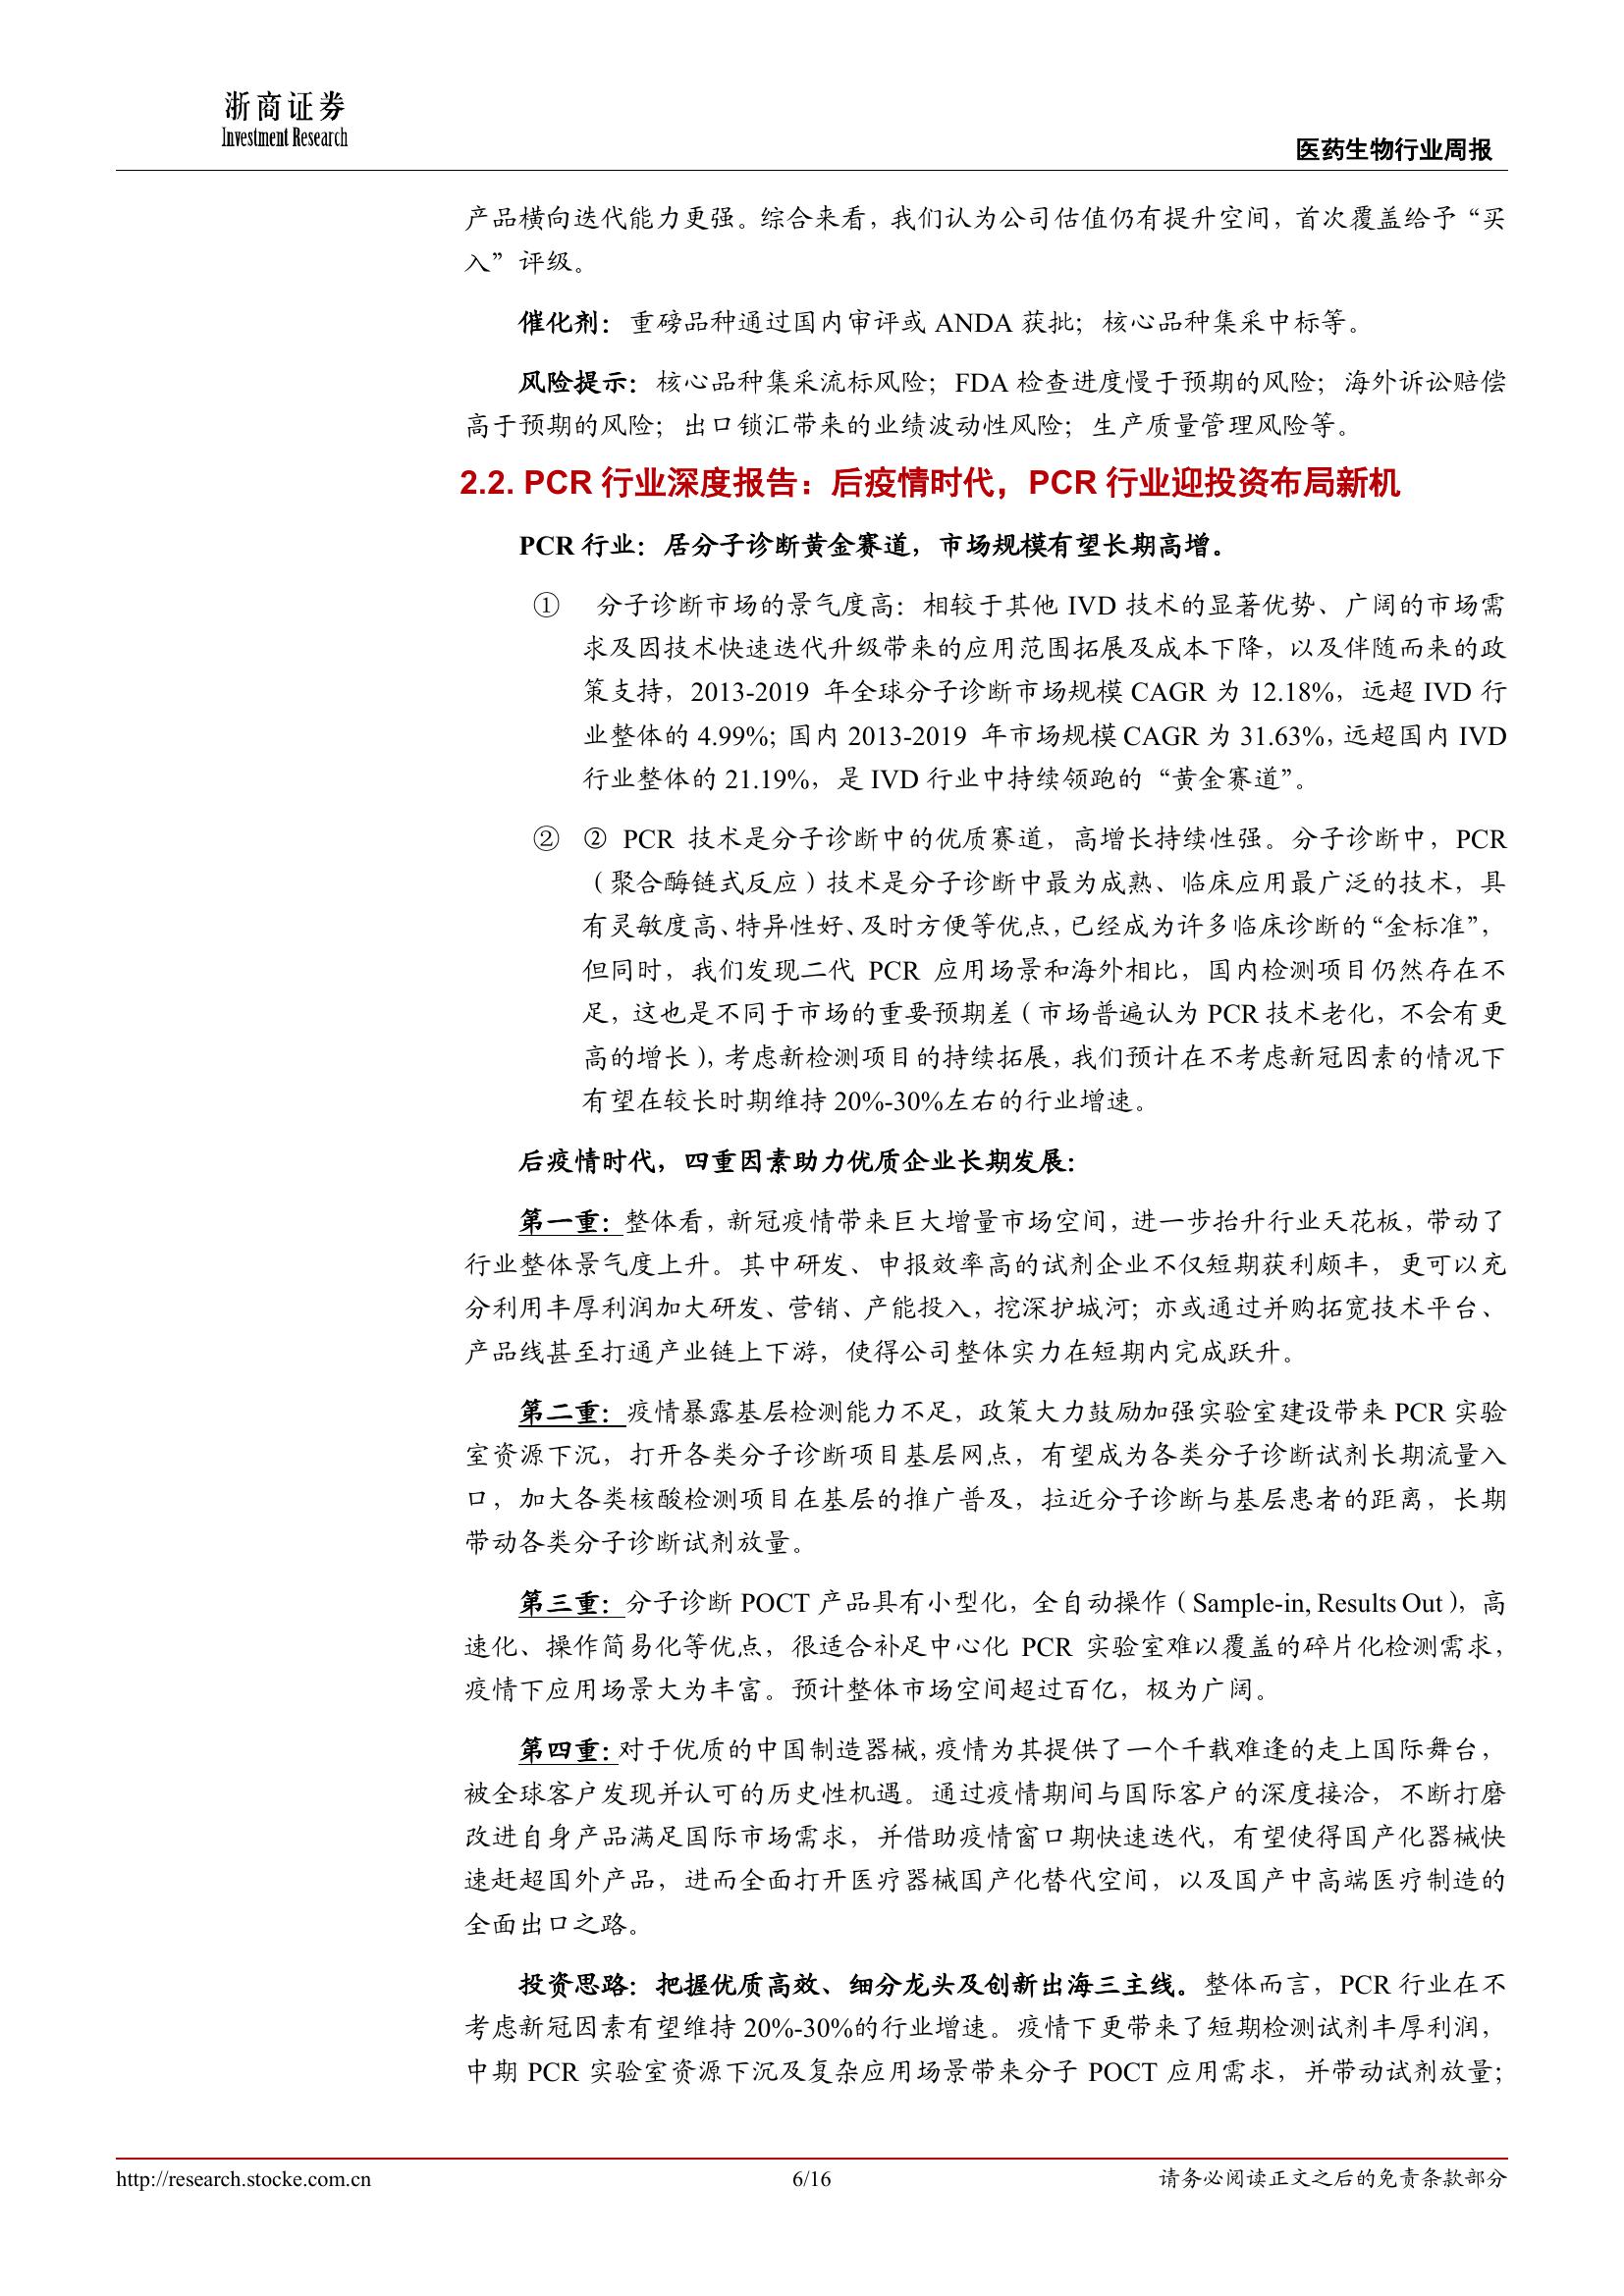 浙商证券
Investment Research
医药生物行业周报
产品横向迭代能力更强。综合来看，我们认为公司估值仍有提升空间，首次覆盖给予“买
入”评级。
催化剂：重磅品种通过国内审评或 ANDA 获批；核心品种集采中标等。
风险提示：核心品种集采流标风险；FDA 检查进度慢于预期的风险；海外诉讼赔偿
高于预期的风险；出口锁汇带来的业绩波动性风险；生产质量管理风险等。
2.2. PCR 行业深度报告：后疫情时代，PCR 行业迎投资布局新机
PCR 行业：居分子诊断黄金赛道，市场规模有望长期高增。
① 分子诊断市场的景气度高：相较于其他 IVD 技术的显著优势、广阔的市场需
求及因技术快速迭代升级带来的应用范围拓展及成本下降，以及伴随而来的政
策支持，2013-2019 年全球分子诊断市场规模 CAGR 为 12.18%，远超 IVD 行
业整体的 4.99%；国内 2013-2019 年市场规模 CAGR 为 31.63%，远超国内 IVD
行业整体的 21.19%，是 IVD 行业中持续领跑的“黄金赛道”。
② ② PCR 技术是分子诊断中的优质赛道，高增长持续性强。分子诊断中，PCR
（聚合酶链式反应）技术是分子诊断中最为成熟、临床应用最广泛的技术，具
有灵敏度高、特异性好、及时方便等优点，已经成为许多临床诊断的“金标准”，
但同时，我们发现二代 PCR 应用场景和海外相比，国内检测项目仍然存在不
足，这也是不同于市场的重要预期差（市场普遍认为 PCR 技术老化，不会有更
高的增长），考虑新检测项目的持续拓展，我们预计在不考虑新冠因素的情况下
有望在较长时期维持 20%-30%左右的行业增速。
后疫情时代，四重因素助力优质企业长期发展：
第一重：整体看，新冠疫情带来巨大增量市场空间，进一步抬升行业天花板，带动了
行业整体景气度上升。其中研发、申报效率高的试剂企业不仅短期获利颇丰，更可以充
分利用丰厚利润加大研发、营销、产能投入，挖深护城河；亦或通过并购拓宽技术平台、
产品线甚至打通产业链上下游，使得公司整体实力在短期内完成跃升。
第二重：疫情暴露基层检测能力不足，政策大力鼓励加强实验室建设带来 PCR 实验
室资源下沉，打开各类分子诊断项目基层网点，有望成为各类分子诊断试剂长期流量入
口，加大各类核酸检测项目在基层的推广普及，拉近分子诊断与基层患者的距离，长期
带动各类分子诊断试剂放量。
第三重：分子诊断 POCT 产品具有小型化，全自动操作（Sample-in, Results Out），高
速化、操作简易化等优点，很适合补足中心化 PCR 实验室难以覆盖的碎片化检测需求，
疫情下应用场景大为丰富。预计整体市场空间超过百亿，极为广阔。
第四重：对于优质的中国制造器械，疫情为其提供了一个千载难逢的走上国际舞台，
被全球客户发现并认可的历史性机遇。通过疫情期间与国际客户的深度接洽，不断打磨
改进自身产品满足国际市场需求，并借助疫情窗口期快速迭代，有望使得国产化器械快
速赶超国外产品，进而全面打开医疗器械国产化替代空间，以及国产中高端医疗制造的
全面出口之路。
投资思路：把握优质高效、细分龙头及创新出海三主线。整体而言，PCR 行业在不
考虑新冠因素有望维持 20%-30%的行业增速。疫情下更带来了短期检测试剂丰厚利润，
中期 PCR 实验室资源下沉及复杂应用场景带来分子 POCT 应用需求，并带动试剂放量；
http://research.stocke.com.cn
6/16
请务必阅读正文之后的免责条款部分